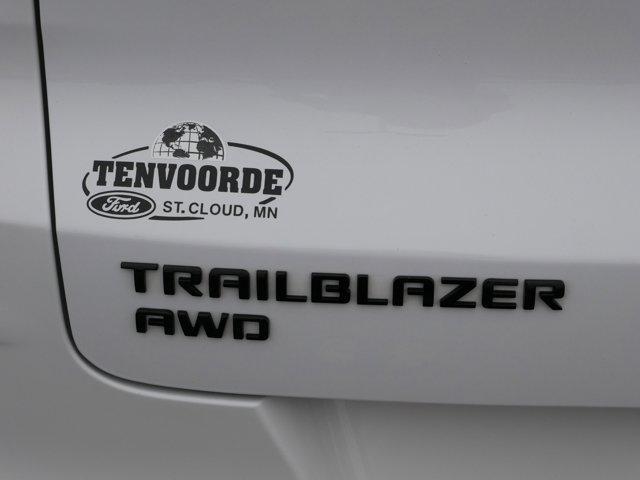 TENVOORDE
Ford ST. CLOUD, MN
TRAILBLAZER
AWD